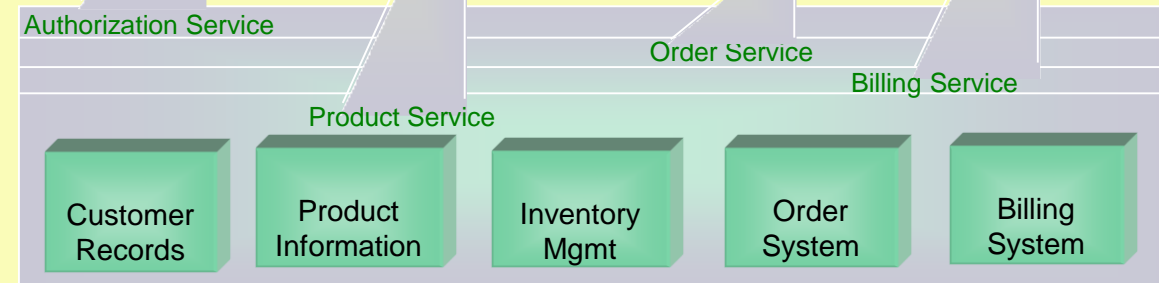 Authorization Service
Order Service
Billing Service
Product Service
Customer
Records
Product
Information
Inventory
Mgmt
Order
System
Billing
System